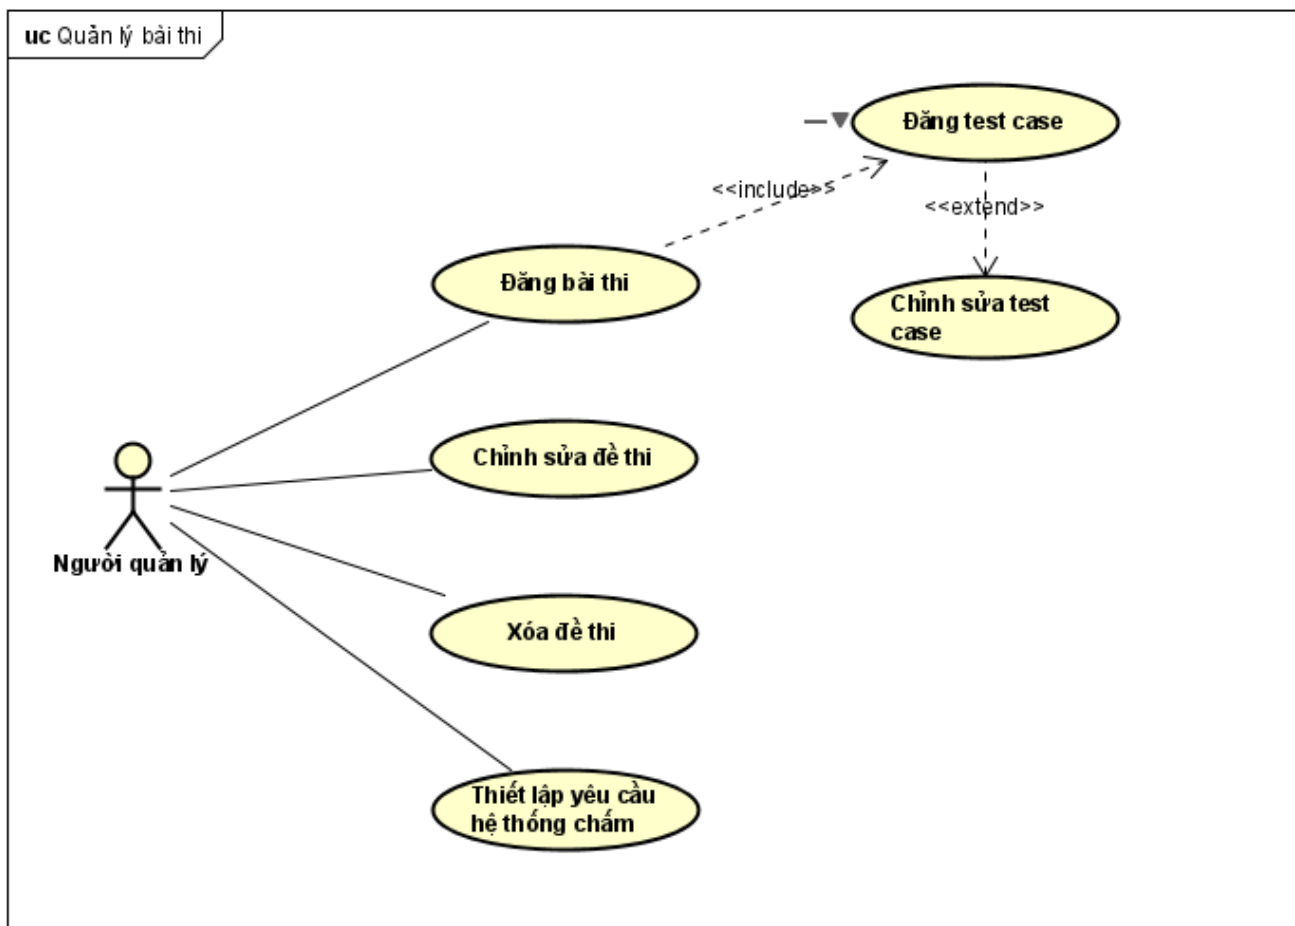 uc Quản lý bài thi
Đăng test case
<<include>>
<<extend>>
Đăng bài thi
Chỉnh sửa test
case
Chỉnh sửa đề thi
Người quản lý
Xóa đề thi
Thiết lập yêu cầu
hệ thống chấm